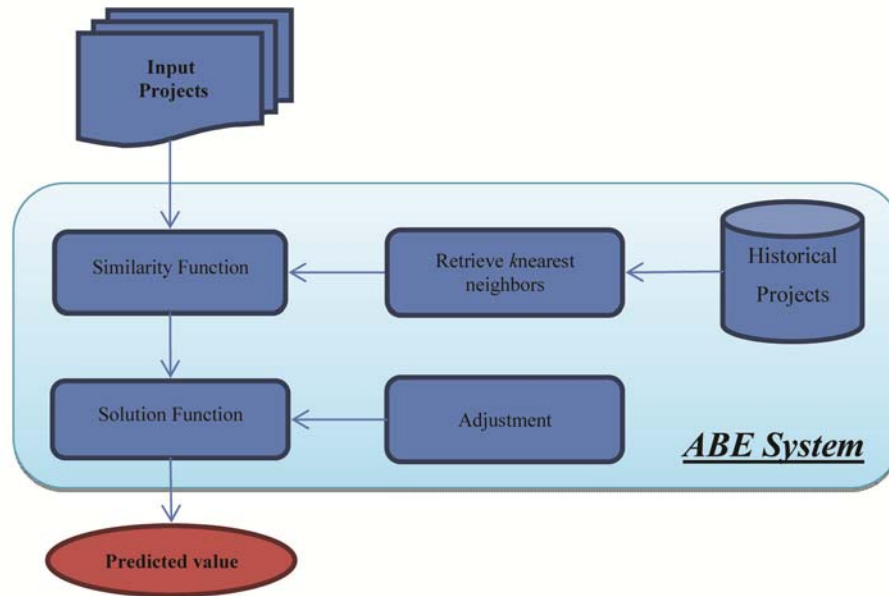 Input
Projects
Similarity Function
Retrieve knearest
neighbors
Historical
Projects
Solution Function
Adjustment
ABE System
Predicted value